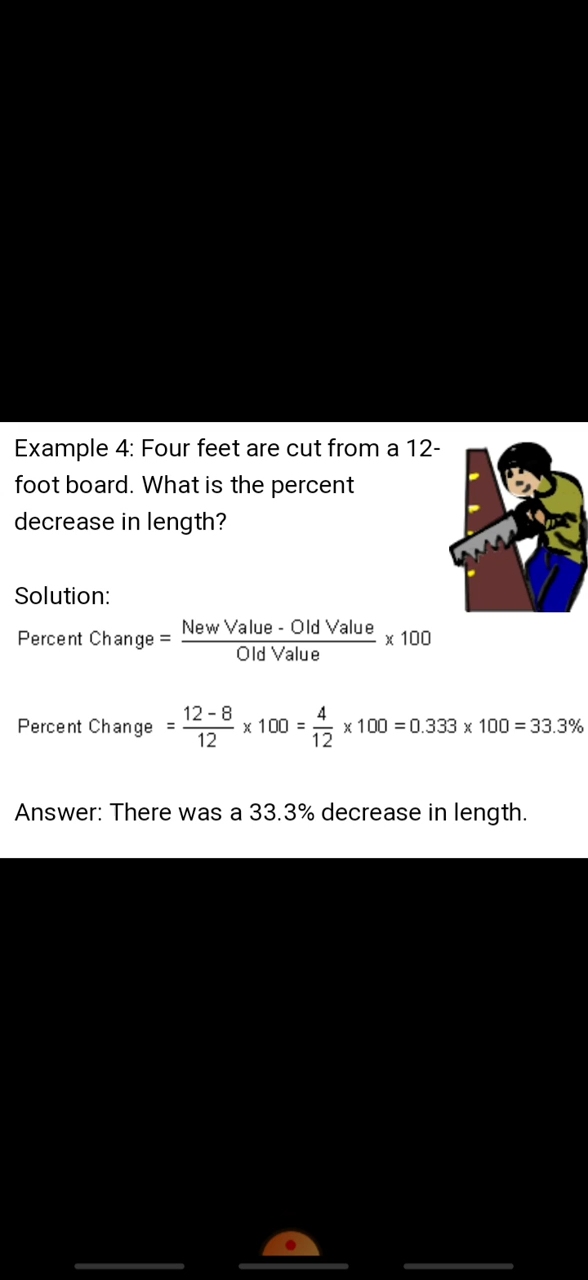 Example 4: Four feet are cut from a 12-
foot board. What is the percent
decrease in length?
Solution:
Percent Change = New Value - Old Value / Old Value x 100
Percent Change = 12 - 8 / 12 x 100 = 4 / 12 x 100 = 0.333 x 100 = 33.3%
Answer: There was a 33.3% decrease in length.